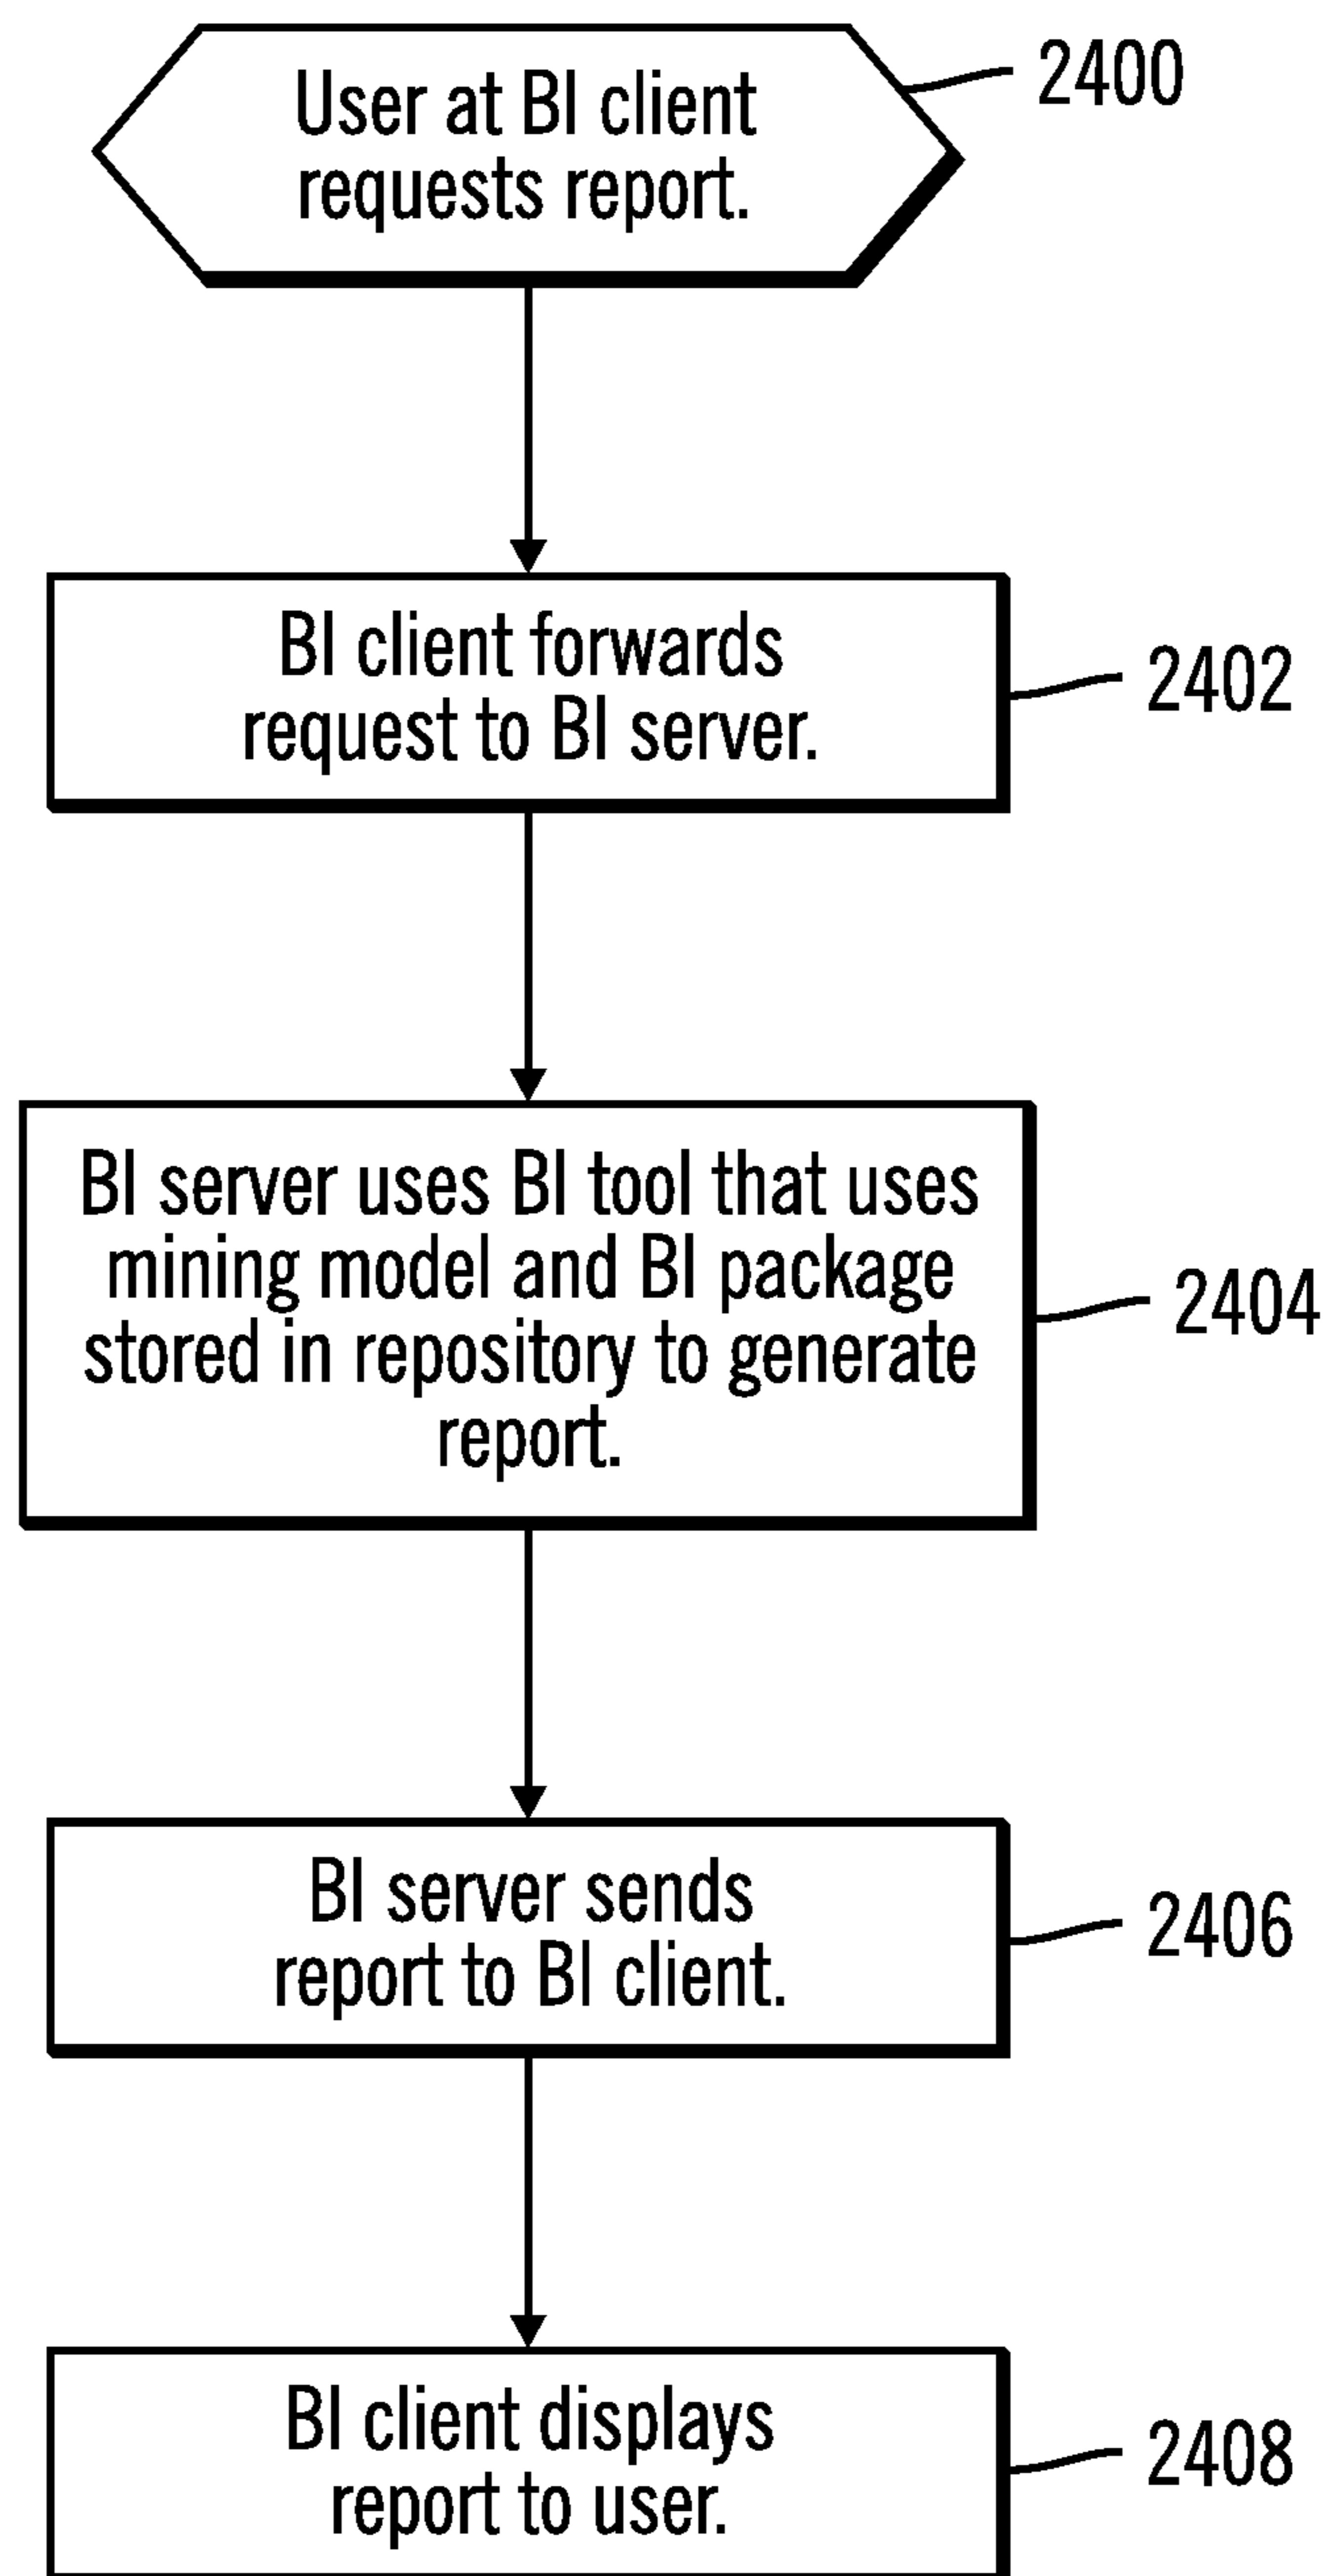 User at BI client
requests report.
2400
BI client forwards
request to BI server.
2402
BI server uses BI tool that uses
mining model and BI package
stored in repository to generate
report.
2404
BI server sends
report to BI client.
2406
BI client displays
report to user.
2408